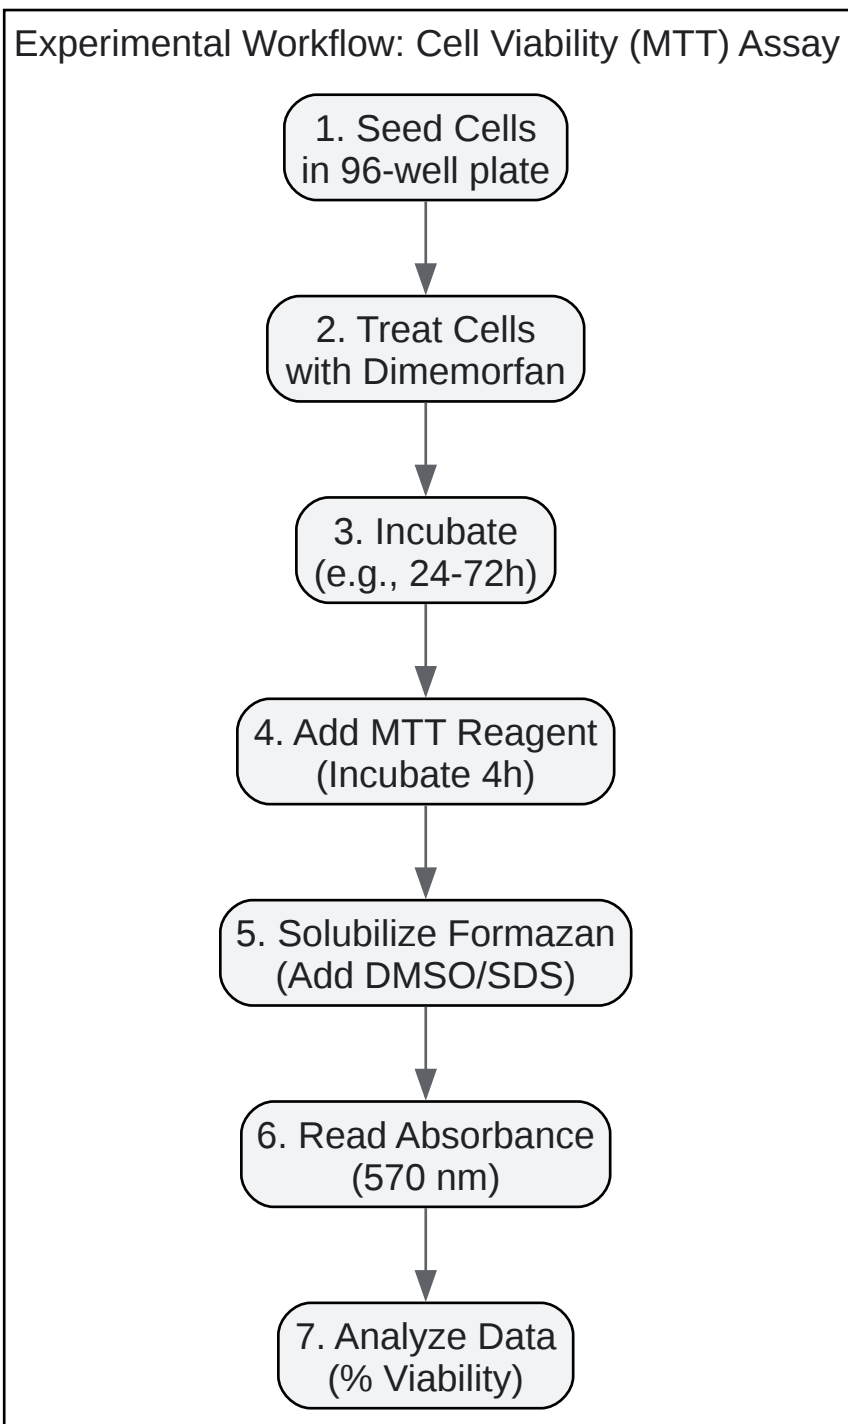 Experimental Workflow: Cell Viability (MTT) Assay
1. Seed Cells
in 96-well plate
2. Treat Cells
with Dimemorfan
3. Incubate
(e.g., 24-72h)
4. Add MTT Reagent
(Incubate 4h)
5. Solubilize Formazan
(Add DMSO/SDS)
6. Read Absorbance
(570 nm)
7. Analyze Data
(% Viability)